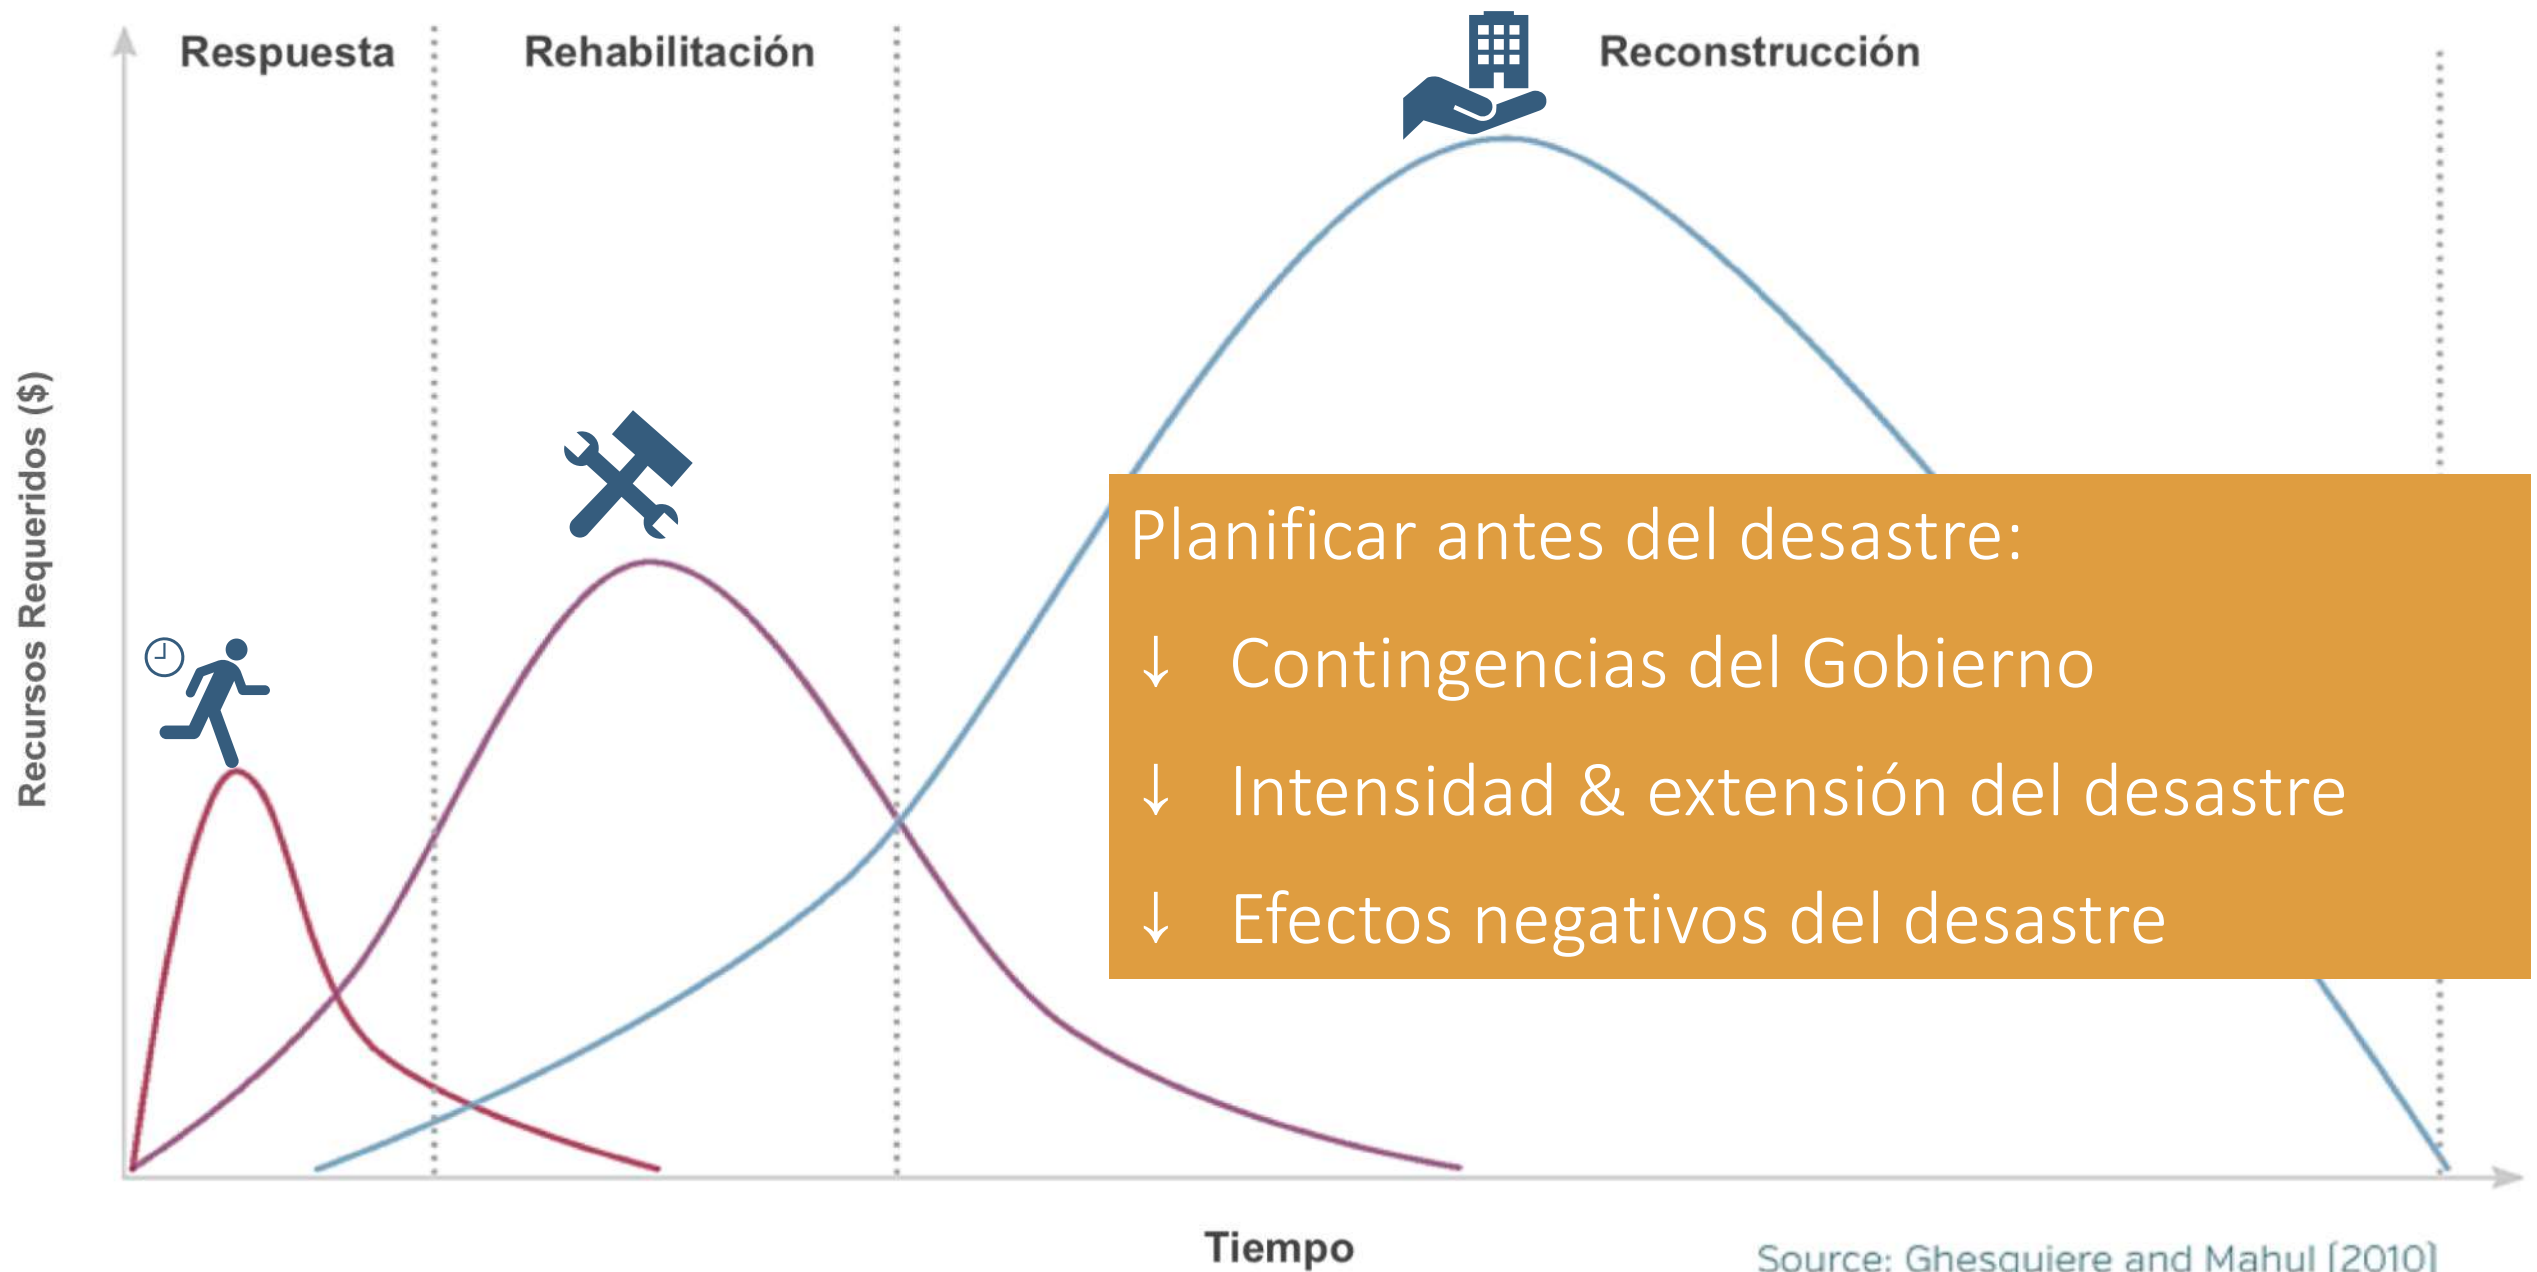 Respuesta
Rehabilitación
Reconstrucción
Recursos Requeridos ($)
Planificar antes del desastre:
↓ Contingencias del Gobierno
↓ Intensidad & extensión del desastre
↓ Efectos negativos del desastre
Tiempo
Source: Ghesquiere and Mahul (2010)